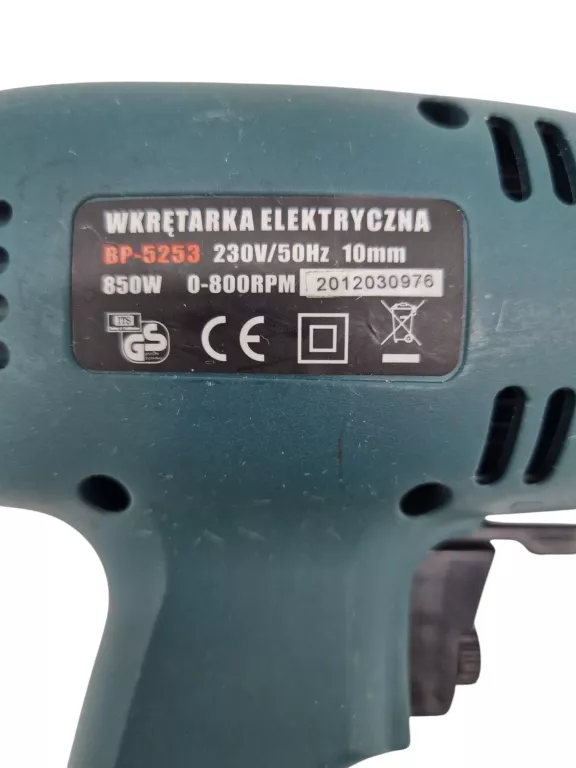 WKRĘTARKA ELEKTRYCZNA
BP-5253 230V/50Hz 10mm
850W 0-800RPM 2012030976
GS CE